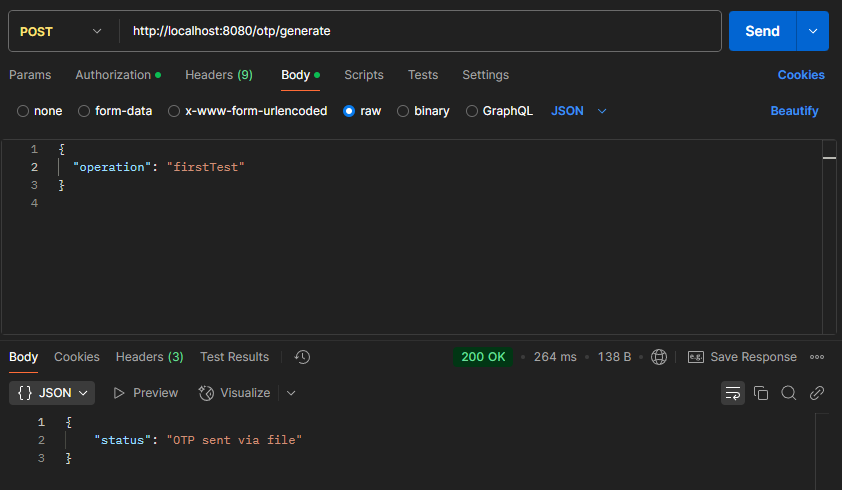 POST http://localhost:8080/otp/generate Send
Params Authorization Headers (9) Body Scripts Tests Settings Cookies
none form-data x-www-form-urlencoded raw binary GraphQL JSON Beautify
1 {
2 "operation": "firstTest"
3 }
4
Body Cookies Headers (3) Test Results 200 OK 264 ms 138 B e.g. Save Response
{} JSON Preview Visualize
1 {
2 "status": "OTP sent via file"
3 }